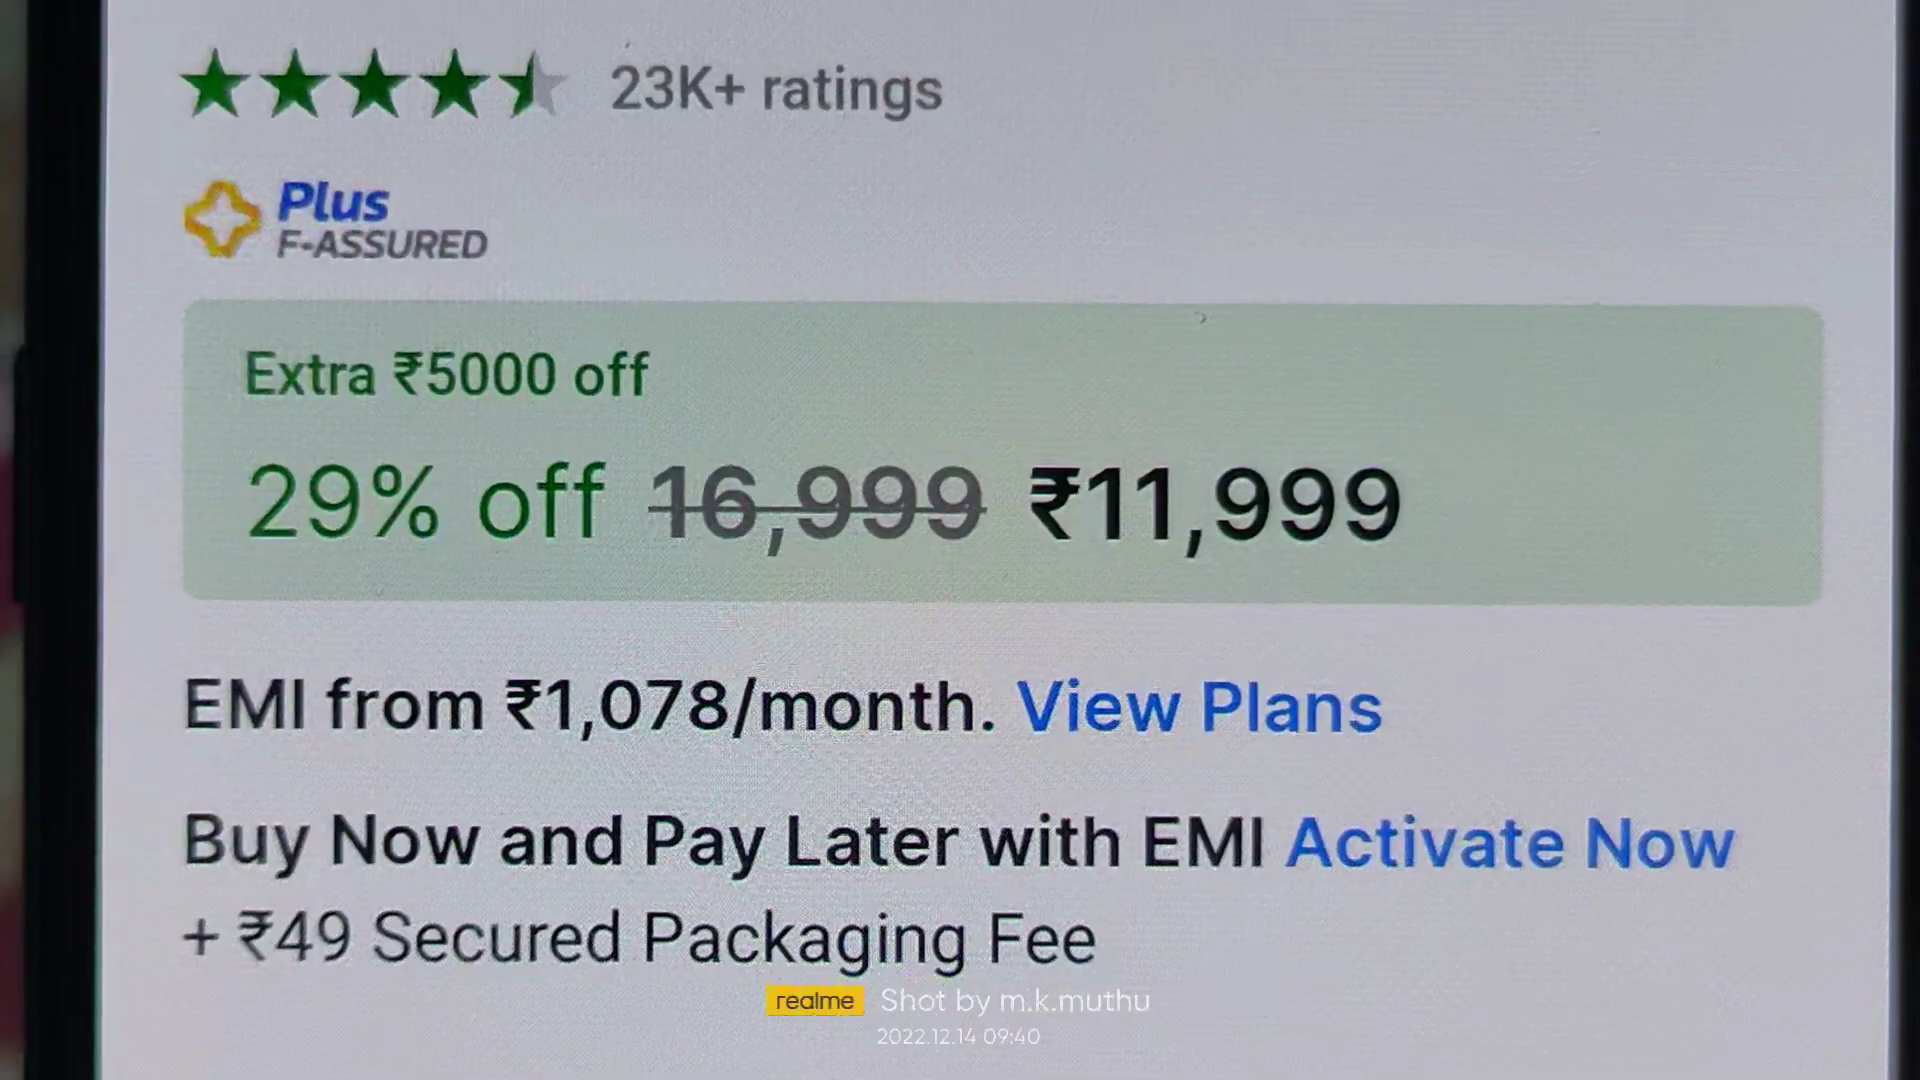 23K+ ratings
Plus
F-ASSURED
Extra ₹5000 off
29% off 16,999 ₹11,999
EMI from ₹1,078/month. View Plans
Buy Now and Pay Later with EMI Activate Now
+ ₹49 Secured Packaging Fee
realme Shot by m.k.muthu
2022.12.14 09:40